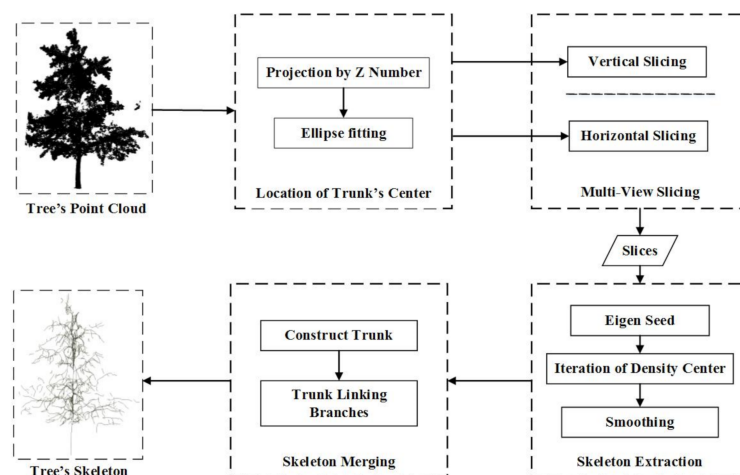 Projection by Z Number
Ellipse fitting
Vertical Slicing
Horizontal Slicing
Tree's Point Cloud
Location of Trunk's Center
Multi-View Slicing
Slices
Eigen Seed
Iteration of Density Center
Smoothing
Construct Trunk
Trunk Linking
Branches
Tree's Skeleton
Skeleton Merging
Skeleton Extraction